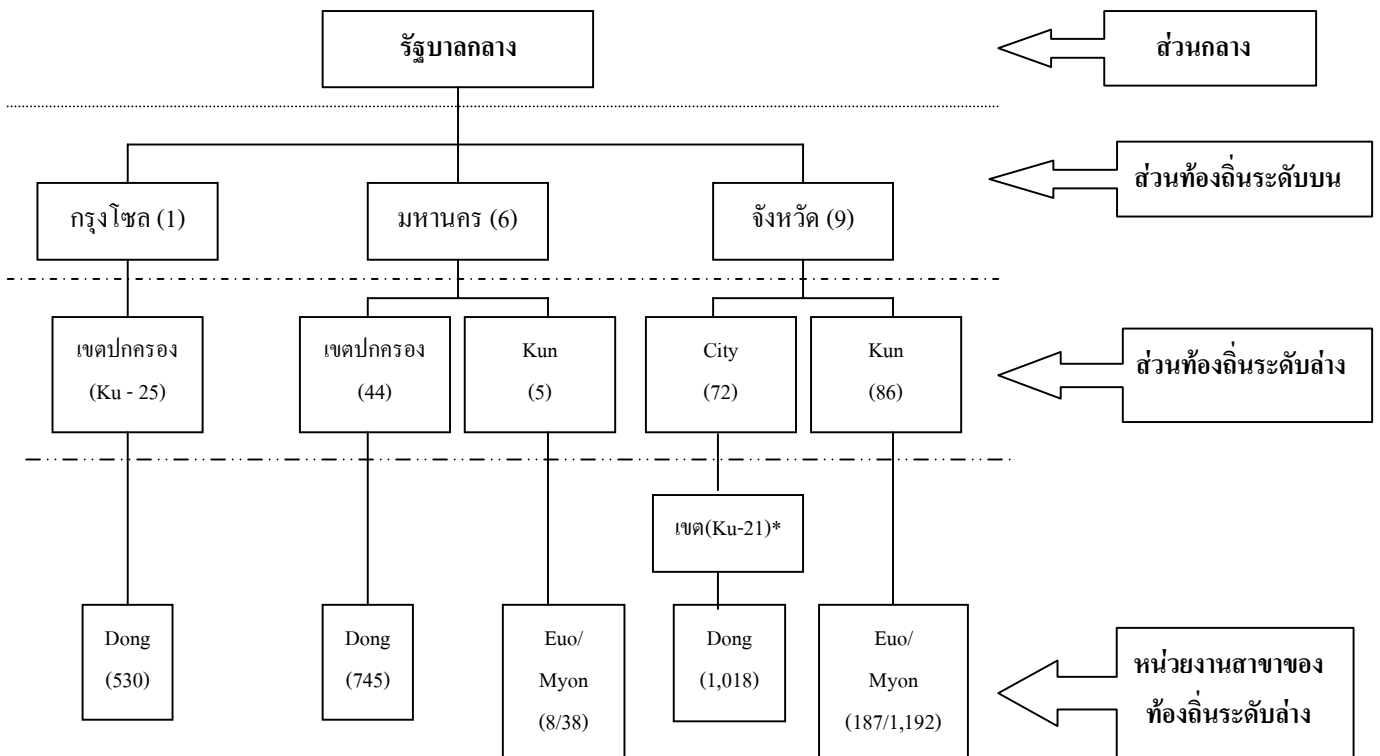 รัฐบาลกลาง
ส่วนกลาง
ส่วนท้องถิ่นระดับบน
กรุงโซล (1)
มหานคร (6)
จังหวัด (9)
เขตปกครอง
(Ku - 25)
เขตปกครอง
(44)
Kun
(5)
City
(72)
Kun
(86)
ส่วนท้องถิ่นระดับล่าง
เขต(Ku-21)*
Dong
(530)
Dong
(745)
Euo/
Myon
(8/38)
Dong
(1,018)
Euo/
Myon
(187/1,192)
หน่วยงานสาขาของ
ท้องถิ่นระดับล่าง